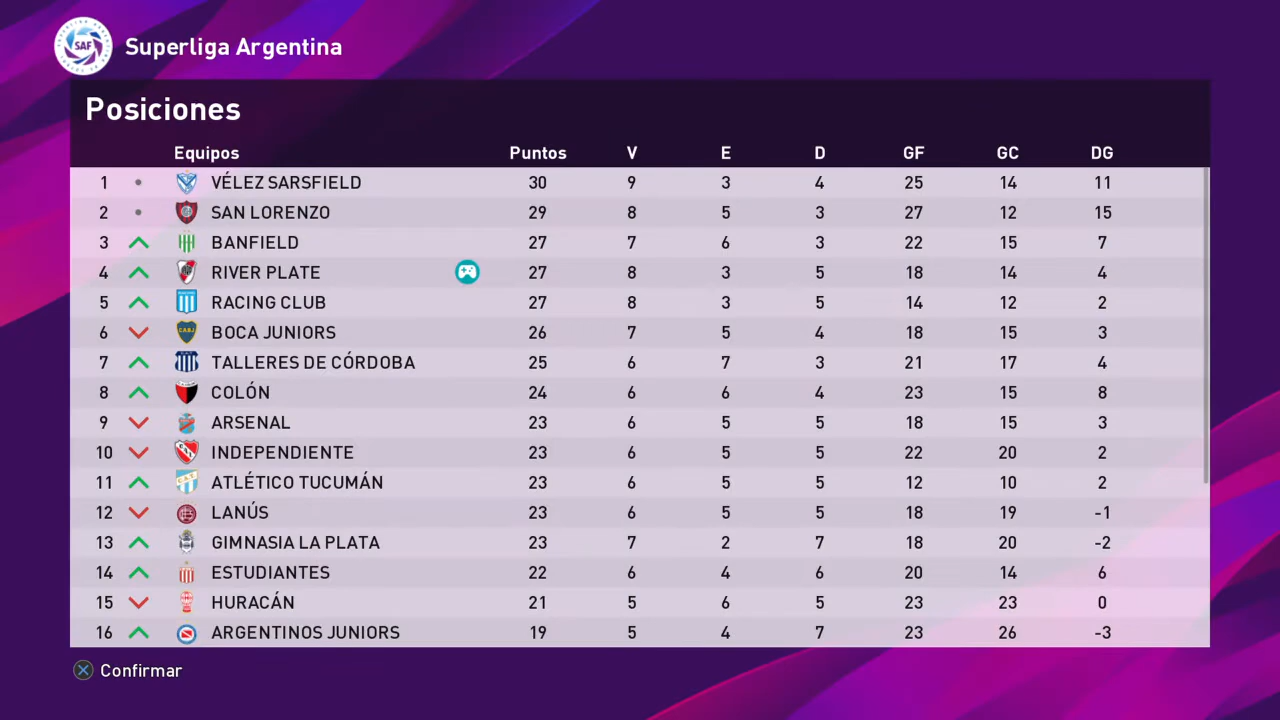 SAF
Superliga Argentina
Posiciones
Equipos Puntos V E D GF GC DG
1 VÉLEZ SARSFIELD 30 9 3 4 25 14 11
2 SAN LORENZO 29 8 5 3 27 12 15
3 BANFIELD 27 7 6 3 22 15 7
4 RIVER PLATE 27 8 3 5 18 14 4
5 RACING CLUB 27 8 3 5 14 12 2
6 BOCA JUNIORS 26 7 5 4 18 15 3
7 TALLERES DE CÓRDOBA 25 6 7 3 21 17 4
8 COLÓN 24 6 6 4 23 15 8
9 ARSENAL 23 6 5 5 18 15 3
10 INDEPENDIENTE 23 6 5 5 22 20 2
11 ATLÉTICO TUCUMÁN 23 6 5 5 12 10 2
12 LANÚS 23 6 5 5 18 19 -1
13 GIMNASIA LA PLATA 23 7 2 7 18 20 -2
14 ESTUDIANTES 22 6 4 6 20 14 6
15 HURACÁN 21 5 6 5 23 23 0
16 ARGENTINOS JUNIORS 19 5 4 7 23 26 -3
Confirmar